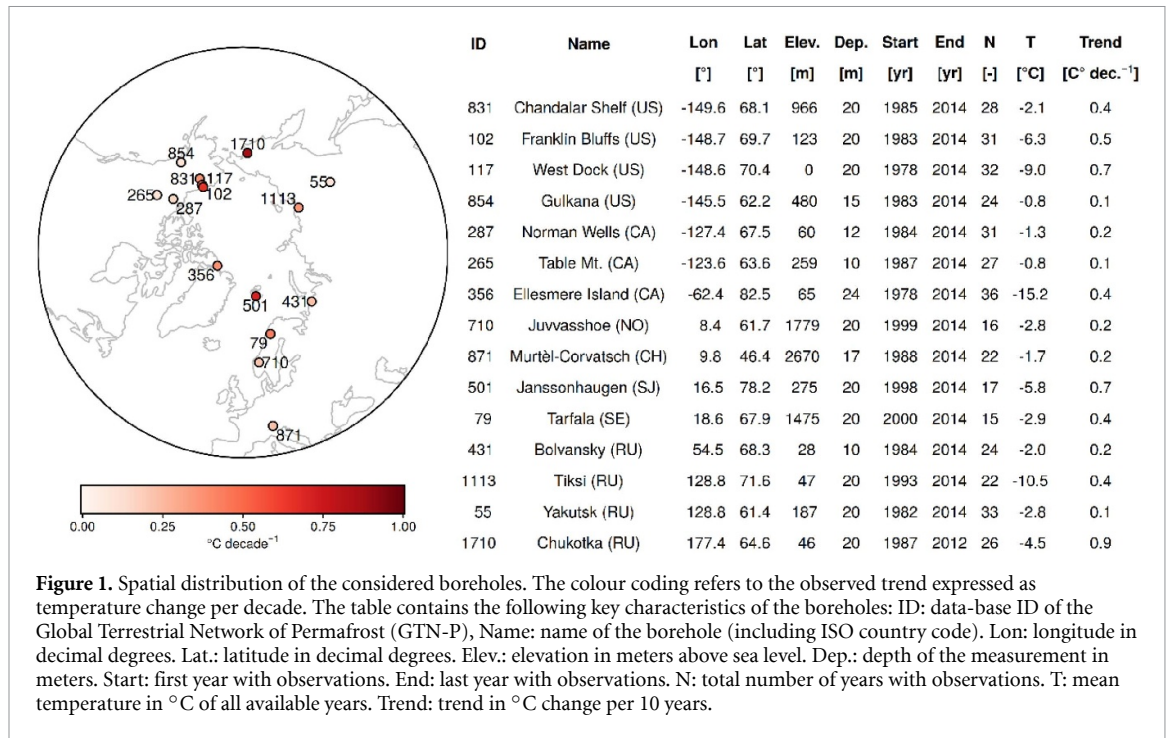 1710
854
831 117
102
265
287
55
1113
356
501
431
79
710
871
0.00 0.25 0.50 0.75 1.00
°C decade⁻¹
ID Name Lon Lat Elev. Dep. Start End N T Trend
[°] [°] [m] [m] [yr] [yr] [-] [°C] [C° dec.⁻¹]
831 Chandalar Shelf (US) -149.6 68.1 966 20 1985 2014 28 -2.1 0.4
102 Franklin Bluffs (US) -148.7 69.7 123 20 1983 2014 31 -6.3 0.5
117 West Dock (US) -148.6 70.4 0 20 1978 2014 32 -9.0 0.7
854 Gulkana (US) -145.5 62.2 480 15 1983 2014 24 -0.8 0.1
287 Norman Wells (CA) -127.4 67.5 60 12 1984 2014 31 -1.3 0.2
265 Table Mt. (CA) -123.6 63.6 259 10 1987 2014 27 -0.8 0.1
356 Ellesmere Island (CA) -62.4 82.5 65 24 1978 2014 36 -15.2 0.4
710 Juvvasshoe (NO) 8.4 61.7 1779 20 1999 2014 16 -2.8 0.2
871 Murtèl-Corvatsch (CH) 9.8 46.4 2670 17 1988 2014 22 -1.7 0.2
501 Janssonhaugen (SJ) 16.5 78.2 275 20 1998 2014 17 -5.8 0.7
79 Tarfala (SE) 18.6 67.9 1475 20 2000 2014 15 -2.9 0.4
431 Bolvansky (RU) 54.5 68.3 28 10 1984 2014 24 -2.0 0.2
1113 Tiksi (RU) 128.8 71.6 47 20 1993 2014 22 -10.5 0.4
55 Yakutsk (RU) 128.8 61.4 187 20 1982 2014 33 -2.8 0.1
1710 Chukotka (RU) 177.4 64.6 46 20 1987 2012 26 -4.5 0.9
Figure 1. Spatial distribution of the considered boreholes. The colour coding refers to the observed trend expressed as
temperature change per decade. The table contains the following key characteristics of the boreholes: ID: data-base ID of the
Global Terrestrial Network of Permafrost (GTN-P), Name: name of the borehole (including ISO country code). Lon: longitude in
decimal degrees. Lat.: latitude in decimal degrees. Elev.: elevation in meters above sea level. Dep.: depth of the measurement in
meters. Start: first year with observations. End: last year with observations. N: total number of years with observations. T: mean
temperature in °C of all available years. Trend: trend in °C change per 10 years.